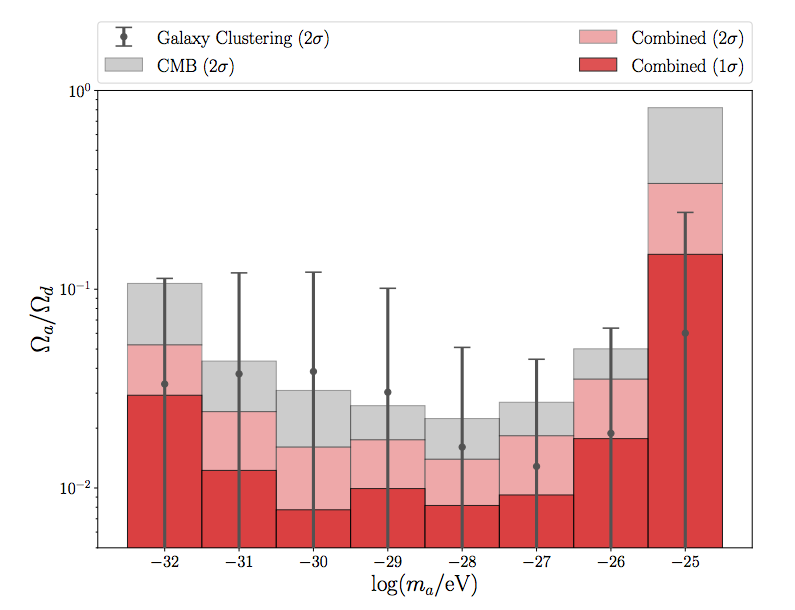 Galaxy Clustering (2σ)
CMB (2σ)
Combined (2σ)
Combined (1σ)
10⁰
10⁻¹
10⁻²
Ωₐ/Ω_d
−32 −31 −30 −29 −28 −27 −26 −25
log(mₐ/eV)